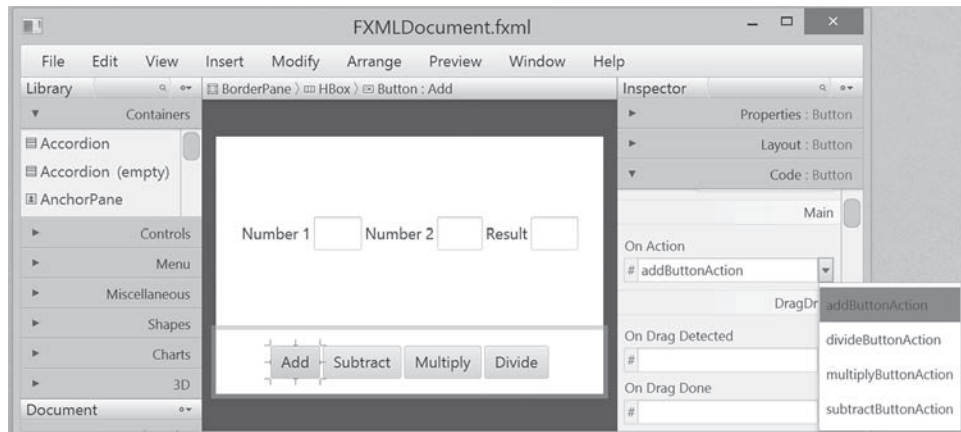 FXMLDocument.fxml
File Edit View Insert Modify Arrange Preview Window Help
Library
BorderPane HBox Button : Add
Inspector
Containers
Accordion
Accordion (empty)
AnchorPane
Controls
Menu
Miscellaneous
Shapes
Charts
3D
Document
Number 1
Number 2
Result
Add
Subtract
Multiply
Divide
Properties : Button
Layout : Button
Code : Button
Main
On Action
# addButtonAction
DragDr
On Drag Detected
#
On Drag Done
#
addButtonAction
divideButtonAction
multiplyButtonAction
subtractButtonAction